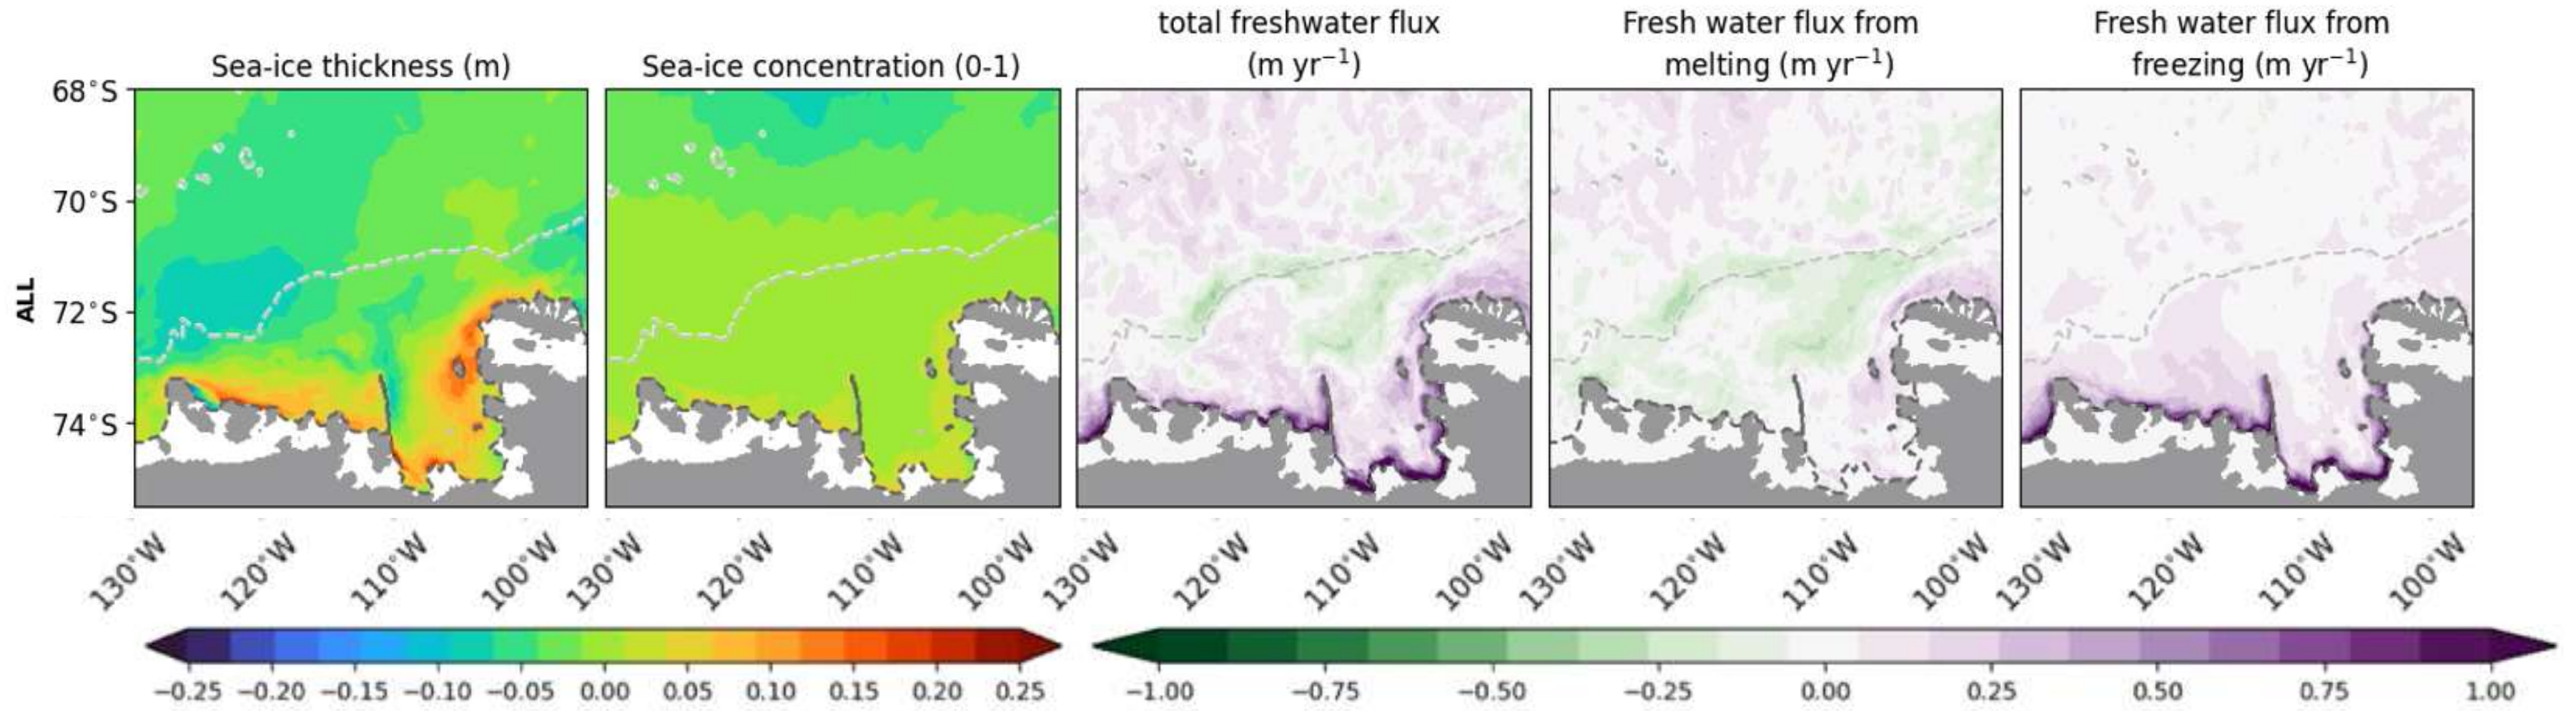 Sea-ice thickness (m)
Sea-ice concentration (0-1)
total freshwater flux
(m yr⁻¹)
Fresh water flux from
melting (m yr⁻¹)
Fresh water flux from
freezing (m yr⁻¹)
ALL
68°S
70°S
72°S
74°S
130°W 120°W 110°W 100°W 130°W 120°W 110°W 100°W 130°W 120°W 110°W 100°W 130°W 120°W 110°W 100°W 130°W 120°W 110°W 100°W
−0.25 −0.20 −0.15 −0.10 −0.05 0.00 0.05 0.10 0.15 0.20 0.25
−1.00 −0.75 −0.50 −0.25 0.00 0.25 0.50 0.75 1.00